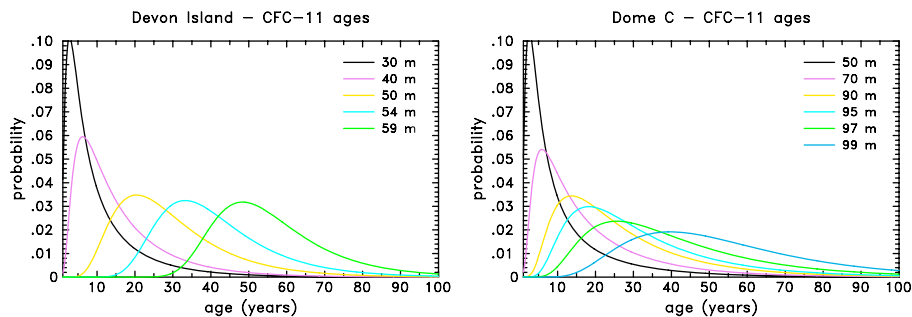 Devon Island – CFC–11 ages
.10
.09
.08
.07
.06
.05
.04
.03
.02
.01
0
probability
30 m
40 m
50 m
54 m
59 m
10 20 30 40 50 60 70 80 90 100
age (years)
Dome C – CFC–11 ages
.10
.09
.08
.07
.06
.05
.04
.03
.02
.01
0
probability
50 m
70 m
90 m
95 m
97 m
99 m
10 20 30 40 50 60 70 80 90 100
age (years)